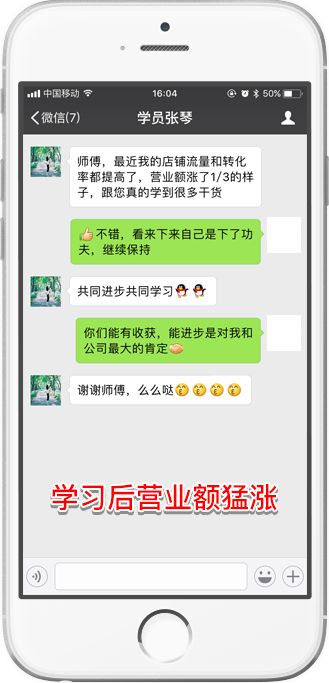 中国移动 16:04 50%
微信(7) 学员张琴
师傅，最近我的店铺流量和转化
率都提高了，营业额涨了1/3的样
子，跟您真的学到很多干货
👍不错，看来下来自己是下了功
夫，继续保持
共同进步共同学习🐧🐧
你们能有收获，能进步是对我和
公司最大的肯定🤝
谢谢师傅，么么哒😚😚😚😚
学习后营业额猛涨